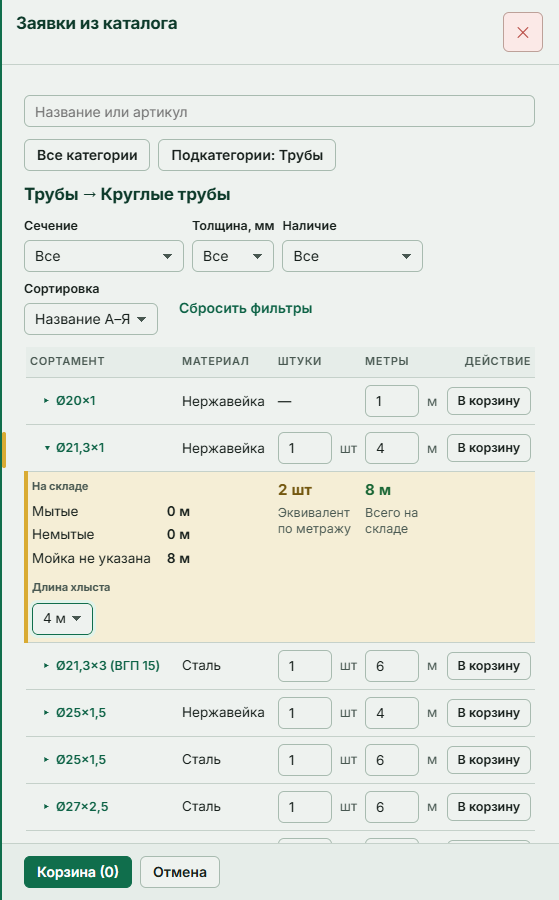 Заявки из каталога
Название или артикул
Все категории Подкатегории: Трубы
Трубы → Круглые трубы
Сечение Толщина, мм Наличие
Все Все Все
Сортировка
Название А–Я Сбросить фильтры
СОРТАМЕНТ МАТЕРИАЛ ШТУКИ МЕТРЫ ДЕЙСТВИЕ
Ø20×1 Нержавейка — 1 м В корзину
Ø21,3×1 Нержавейка 1 шт 4 м В корзину
На складе 2 шт 8 м
Мытые 0 м Эквивалент Всего на
Немытые 0 м по метражу складе
Мойка не указана 8 м
Длина хлыста
4 м
Ø21,3×3 (ВГП 15) Сталь 1 шт 6 м В корзину
Ø25×1,5 Нержавейка 1 шт 4 м В корзину
Ø25×1,5 Сталь 1 шт 6 м В корзину
Ø27×2,5 Сталь 1 шт 6 м В корзину
Корзина (0) Отмена